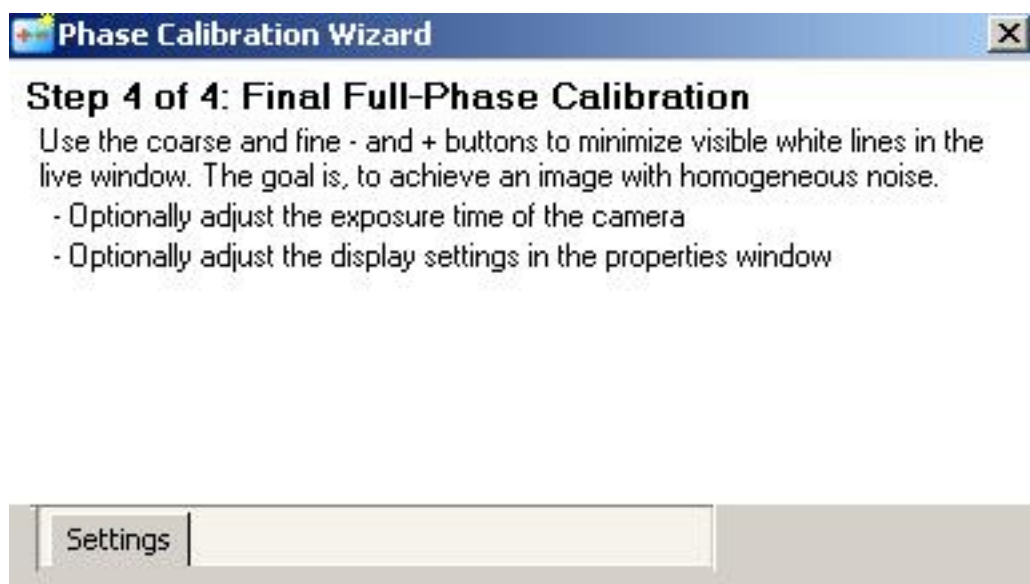 Phase Calibration Wizard
Step 4 of 4: Final Full-Phase Calibration
Use the coarse and fine - and + buttons to minimize visible white lines in the
live window. The goal is, to achieve an image with homogeneous noise.
- Optionally adjust the exposure time of the camera
- Optionally adjust the display settings in the properties window
Settings